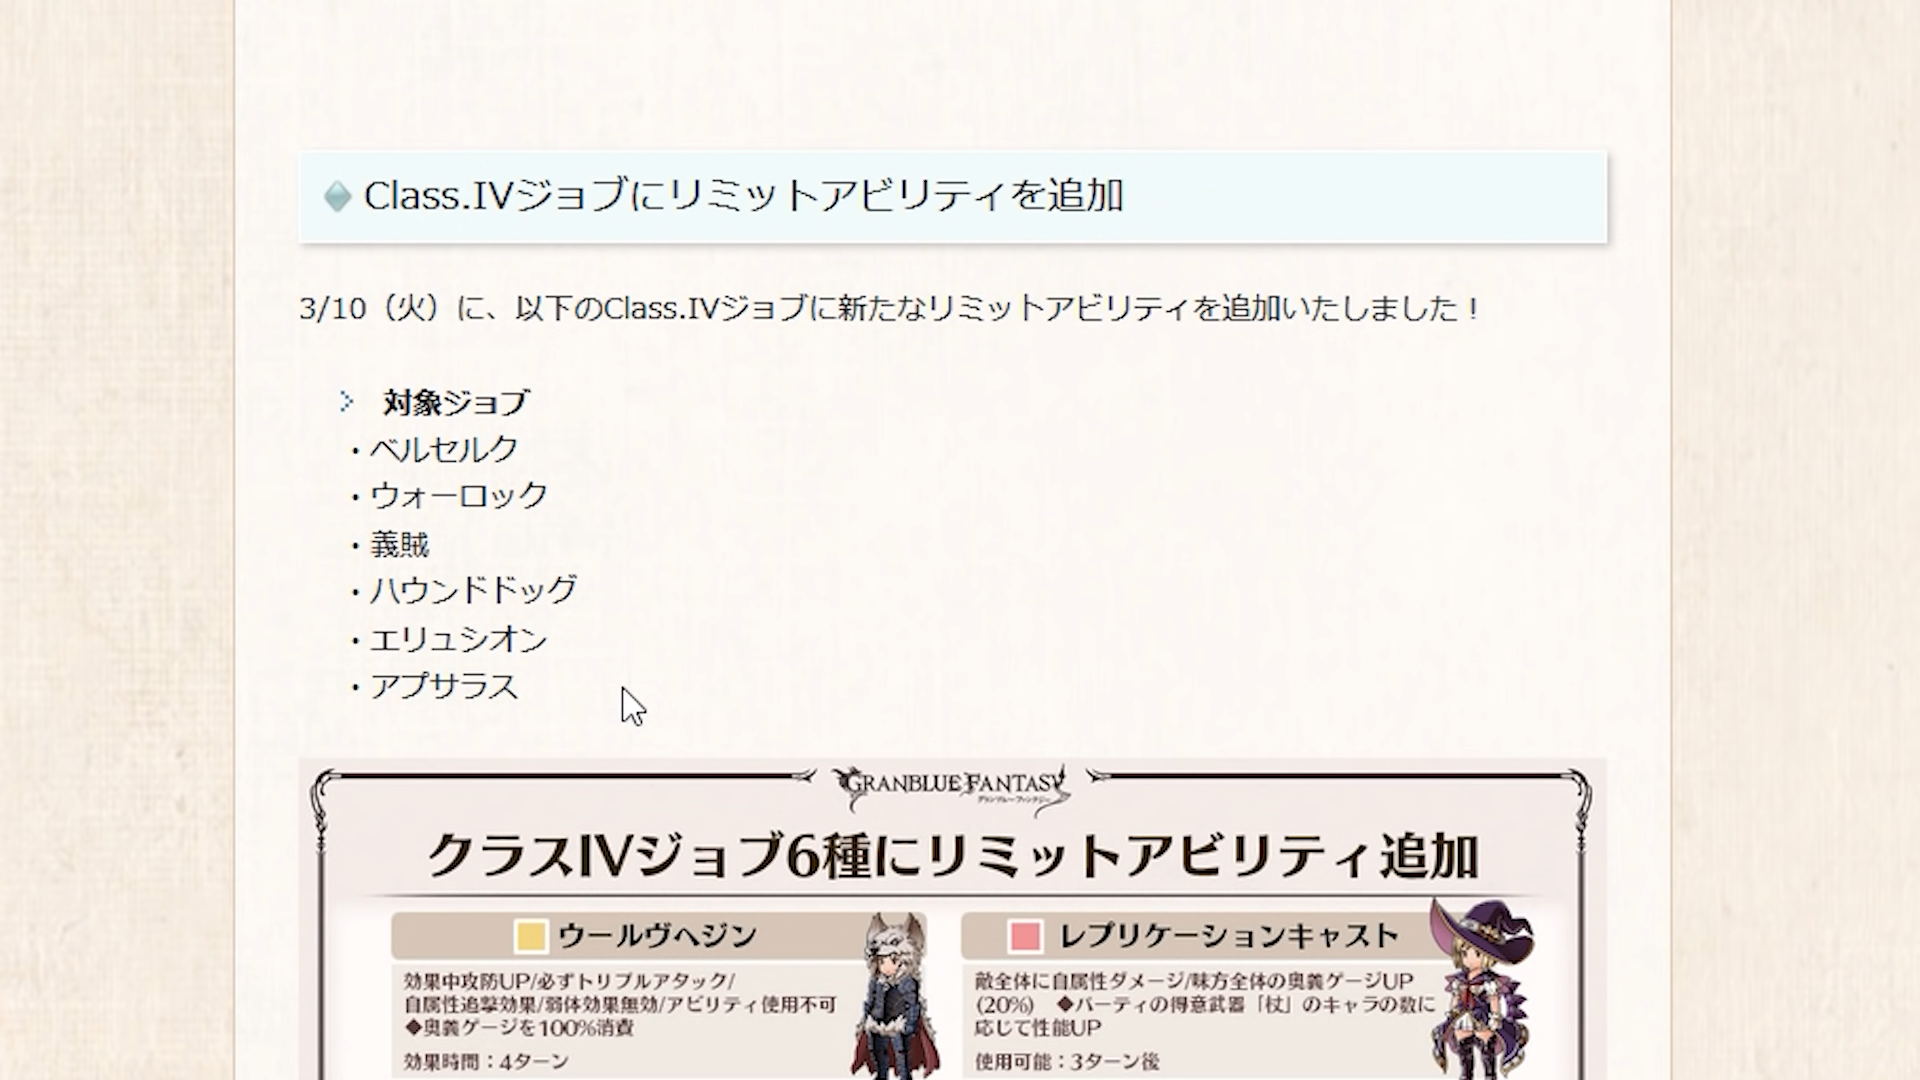 Class.IVジョブにリミットアビリティを追加
3/10（火）に、以下のClass.IVジョブに新たなリミットアビリティを追加いたしました！
対象ジョブ
・ベルセルク
・ウォーロック
・義賊
・ハウンドドッグ
・エリュシオン
・アプサラス
GRANBLUE FANTASY
グランブルーファンタジー
クラスIVジョブ6種にリミットアビリティ追加
ウールヴヘジン
効果中攻防UP/必ずトリプルアタック/
自属性追撃効果/弱体効果無効/アビリティ使用不可
◆奥義ゲージを100%消費
効果時間：4ターン
レプリケーションキャスト
敵全体に自属性ダメージ/味方全体の奥義ゲージUP
(20%)　◆パーティの得意武器「杖」のキャラの数に
応じて性能UP
使用可能：3ターン後